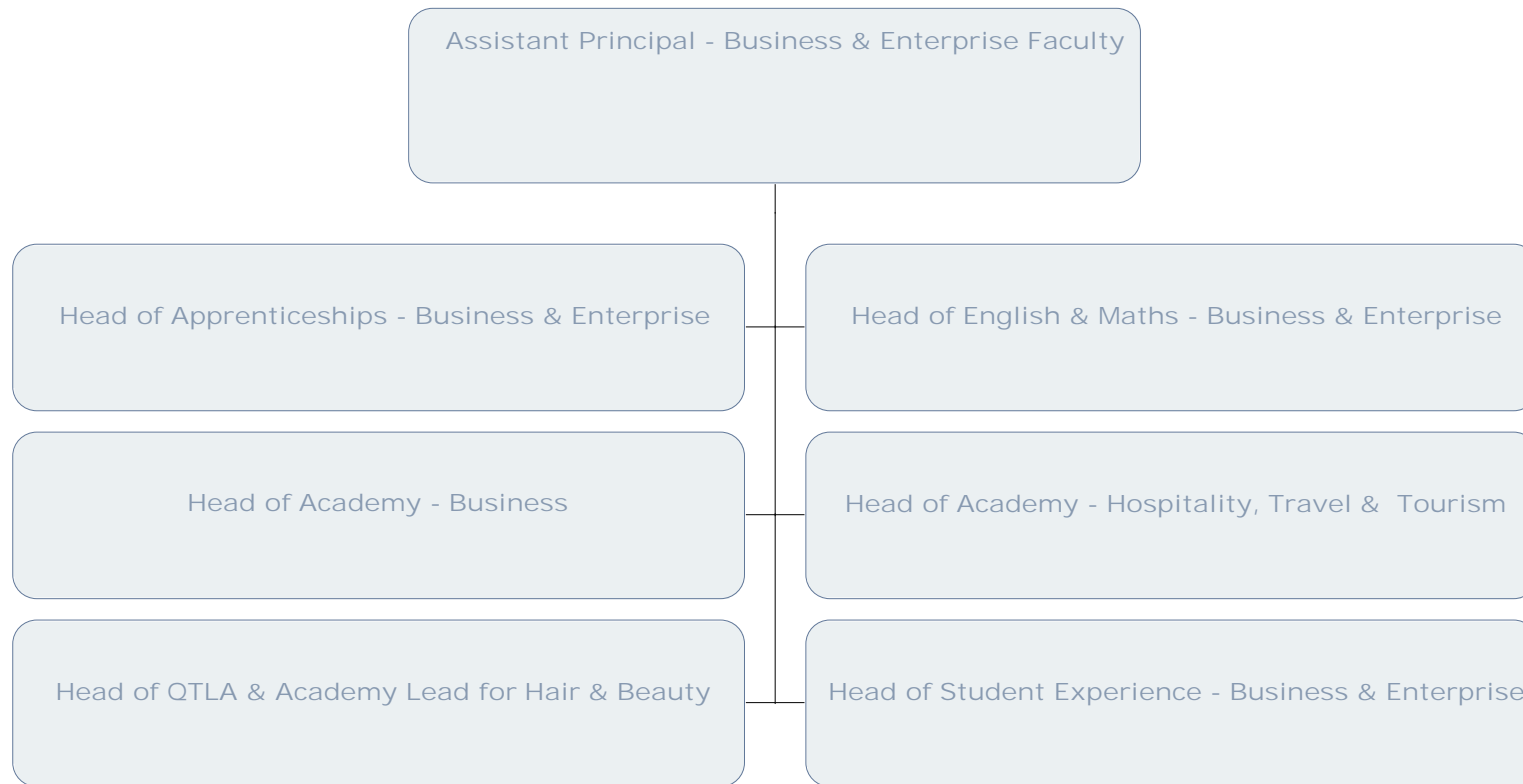 Assistant Principal - Business & Enterprise Faculty
Head of Apprenticeships - Business & Enterprise
Head of English & Maths - Business & Enterprise
Head of Academy - Business
Head of Academy - Hospitality, Travel &  Tourism
Head of QTLA & Academy Lead for Hair & Beauty
Head of Student Experience - Business & Enterprise